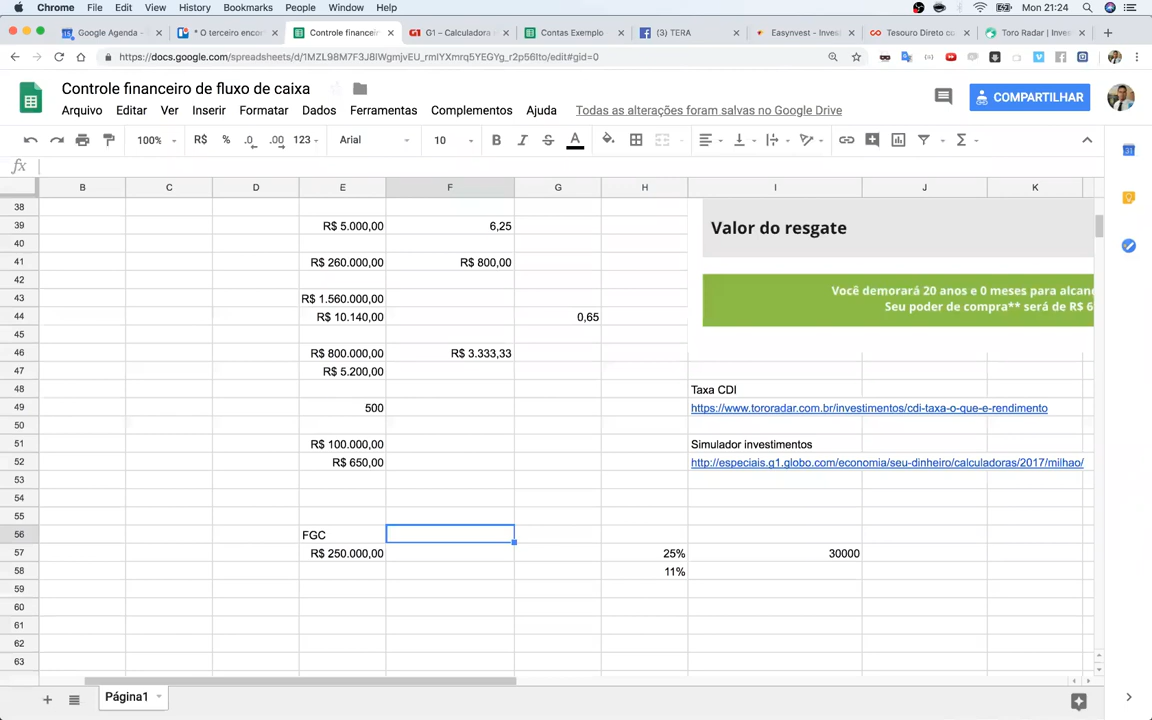 Chrome File Edit View History Bookmarks People Window Help Mon 21:24
Google Agenda - * O terceiro encon Controle financeir G1 – Calculadora Contas Exemplo (3) TERA Easynvest - Invest Tesouro Direto co Toro Radar | Inves
https://docs.google.com/spreadsheets/d/1MZL98M7F3J8IWgmjvEU_rmIYXmrq5YEGYg_r2p56Ito/edit#gid=0
Controle financeiro de fluxo de caixa
Arquivo Editar Ver Inserir Formatar Dados Ferramentas Complementos Ajuda Todas as alterações foram salvas no Google Drive
COMPARTILHAR
100% R$ % .0 .00 123 Arial 10 B I S A
fx
B C D E F G H I J K
38
39 R$ 5.000,00 6,25
Valor do resgate
40
41 R$ 260.000,00 R$ 800,00
42
Você demorará 20 anos e 0 meses para alcan
43 R$ 1.560.000,00
Seu poder de compra** será de R$ 6
44 R$ 10.140,00 0,65
45
46 R$ 800.000,00 R$ 3.333,33
47 R$ 5.200,00
48 Taxa CDI
49 500 https://www.tororadar.com.br/investimentos/cdi-taxa-o-que-e-rendimento
50
51 R$ 100.000,00 Simulador investimentos
52 R$ 650,00 http://especiais.g1.globo.com/economia/seu-dinheiro/calculadoras/2017/milhao/
53
54
55
56 FGC
57 R$ 250.000,00 25% 30000
58 11%
59
60
61
62
63
Página1